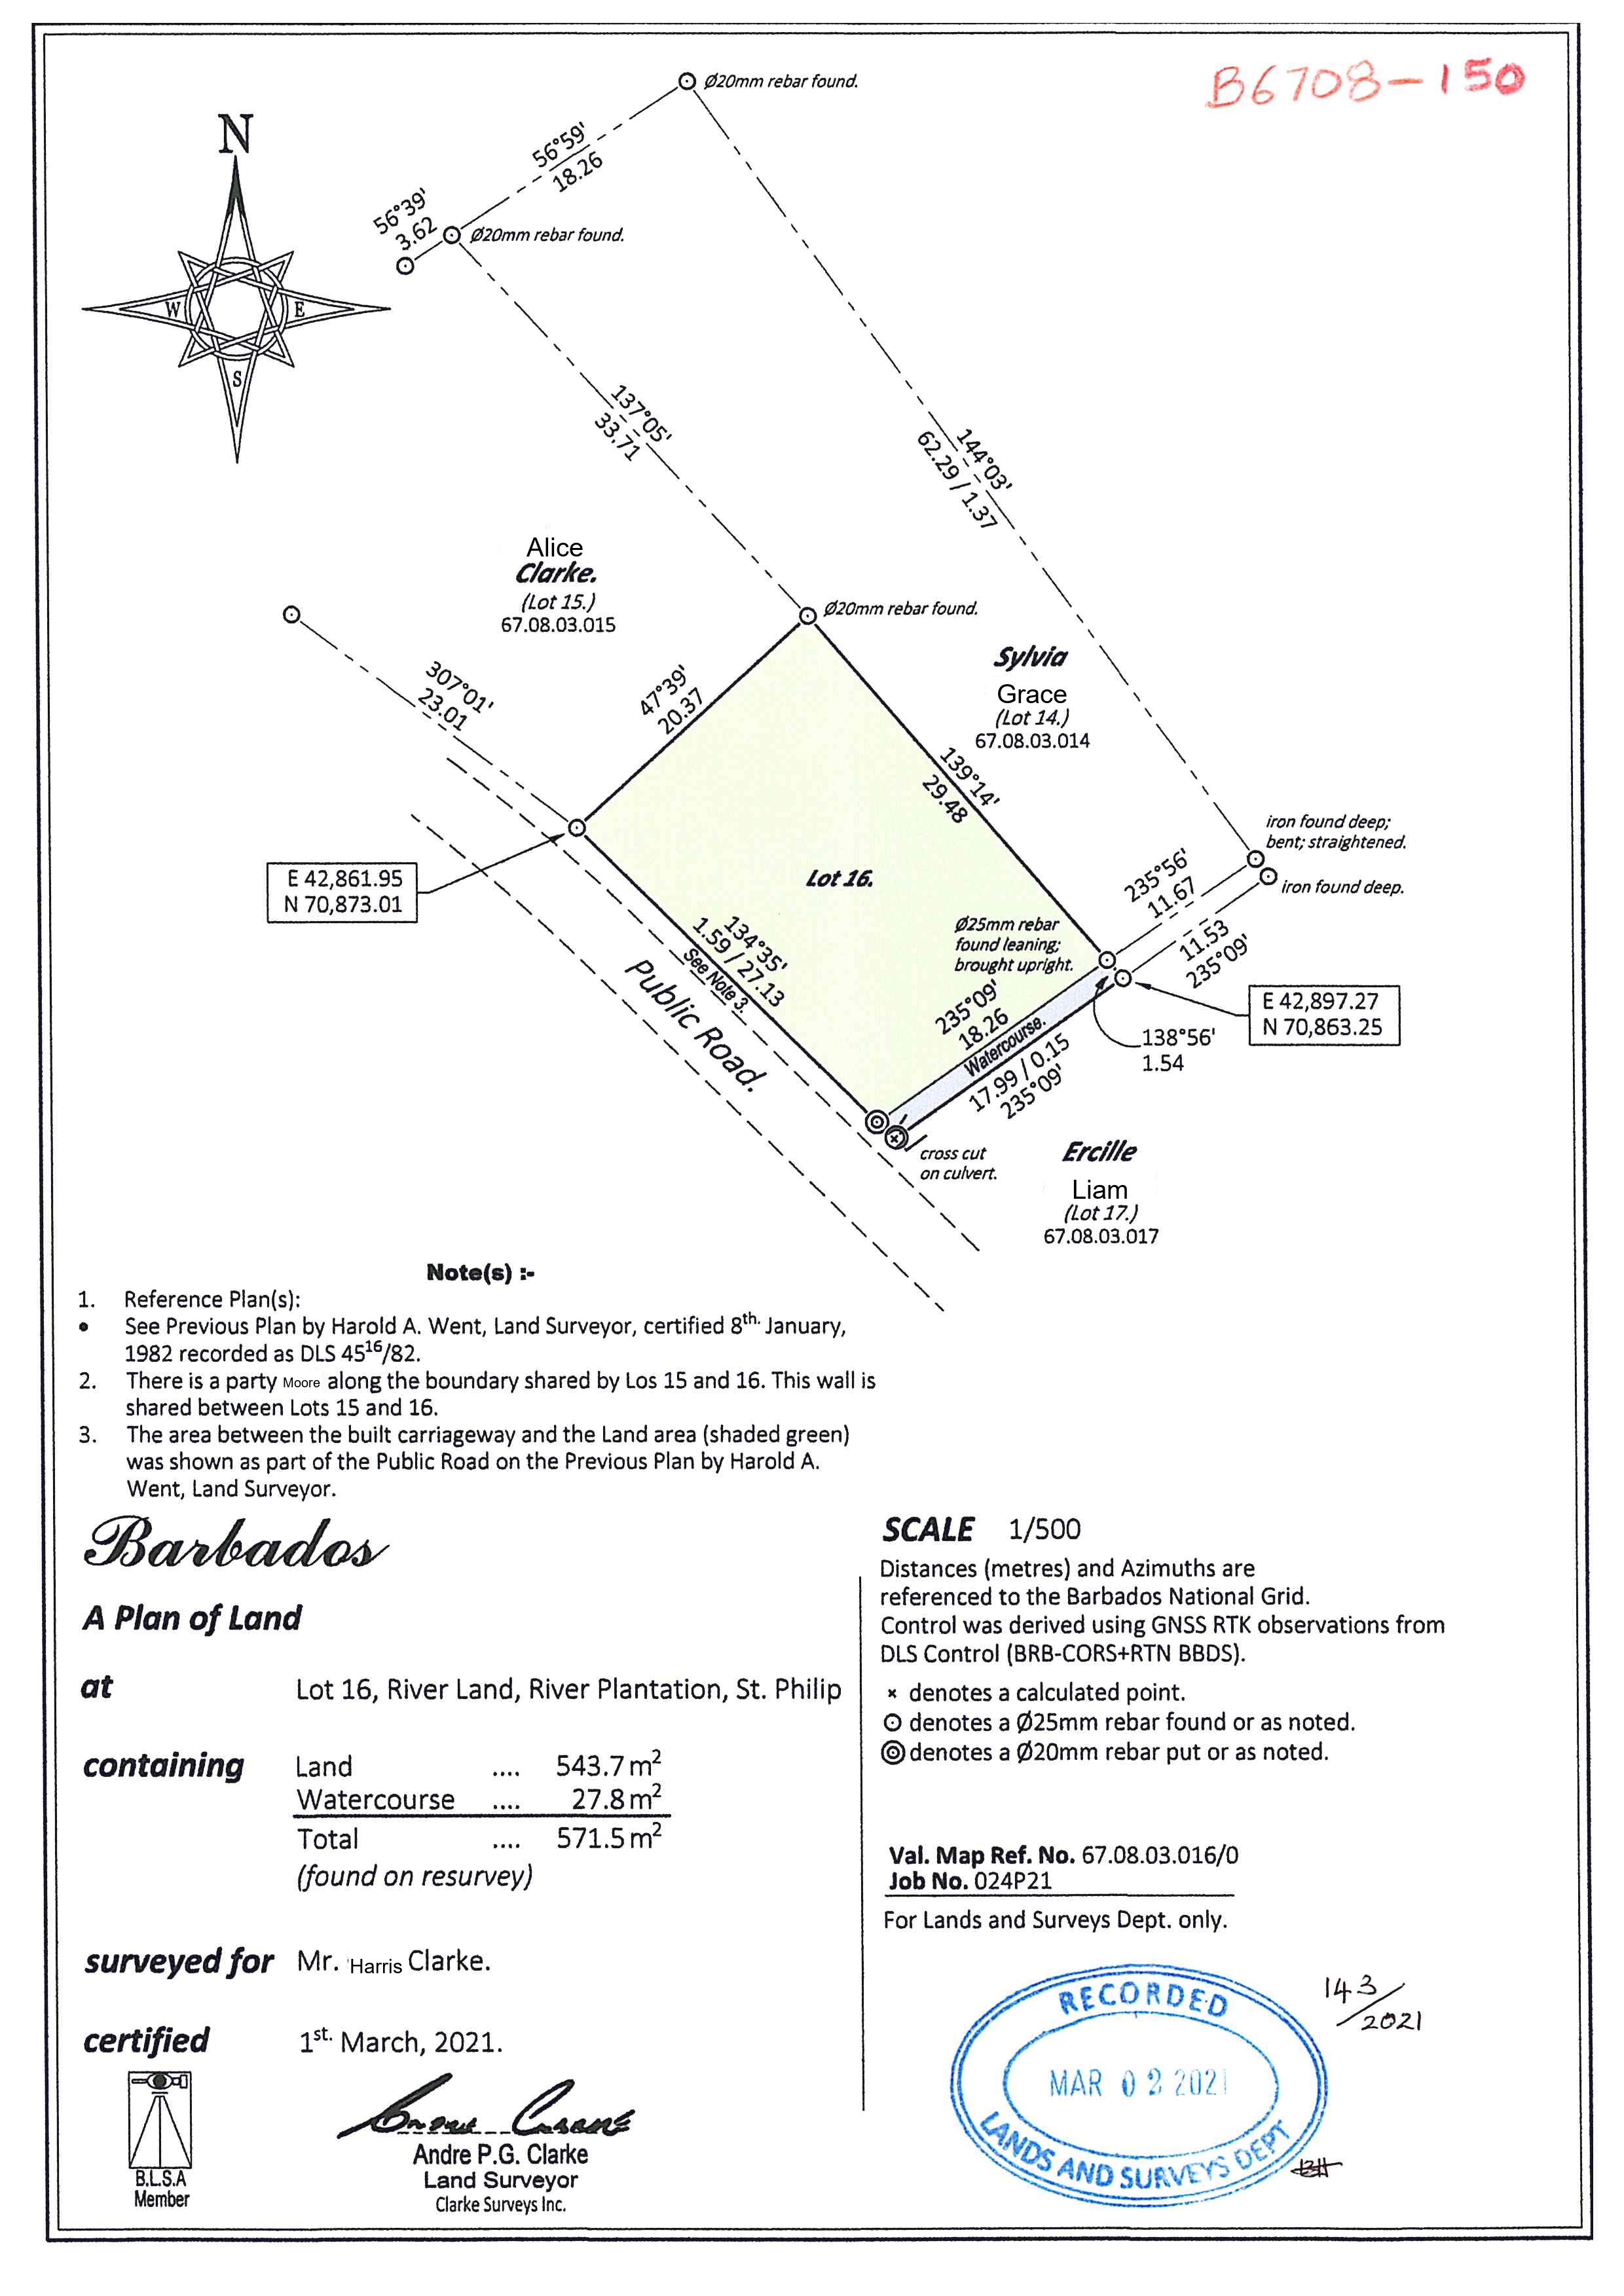 B6708-150
Ø20mm rebar found.
N
W
E
S
56°59'
18.26
56°39'
3.62
Ø20mm rebar found.
137°05'
33.71
144°03'
62.29 / 1.37
Alice
Clarke.
(Lot 15.)
67.08.03.015
Ø20mm rebar found.
307°01'
23.01
47°39'
20.37
Sylvia
Grace
(Lot 14.)
67.08.03.014
139°14'
29.48
iron found deep;
bent; straightened.
iron found deep.
E 42,861.95
N 70,873.01
Lot 16.
235°56'
11.67
11.53
235°09'
Ø25mm rebar
found leaning;
brought upright.
134°35'
1.59 / 27.13
See Note 3.
Public Road.
235°09'
18.26
Watercourse.
17.99 / 0.15
235°09'
E 42,897.27
N 70,863.25
138°56'
1.54
cross cut
on culvert.
Ercille
Liam
(Lot 17.)
67.08.03.017
Note(s) :-
1. Reference Plan(s):
• See Previous Plan by Harold A. Went, Land Surveyor, certified 8th. January,
1982 recorded as DLS 4516/82.
2. There is a party Moore along the boundary shared by Los 15 and 16. This wall is
shared between Lots 15 and 16.
3. The area between the built carriageway and the Land area (shaded green)
was shown as part of the Public Road on the Previous Plan by Harold A.
Went, Land Surveyor.
Barbados
A Plan of Land
at Lot 16, River Land, River Plantation, St. Philip
containing Land .... 543.7 m2
Watercourse .... 27.8 m2
Total .... 571.5 m2
(found on resurvey)
surveyed for Mr. Harris Clarke.
certified 1st. March, 2021.
B.L.S.A
Member
Andre P.G. Clarke
Land Surveyor
Clarke Surveys Inc.
SCALE 1/500
Distances (metres) and Azimuths are
referenced to the Barbados National Grid.
Control was derived using GNSS RTK observations from
DLS Control (BRB-CORS+RTN BBDS).
× denotes a calculated point.
⊙ denotes a Ø25mm rebar found or as noted.
◎ denotes a Ø20mm rebar put or as noted.
Val. Map Ref. No. 67.08.03.016/0
Job No. 024P21
For Lands and Surveys Dept. only.
RECORDED
MAR 02 2021
LANDS AND SURVEYS DEPT
143/2021